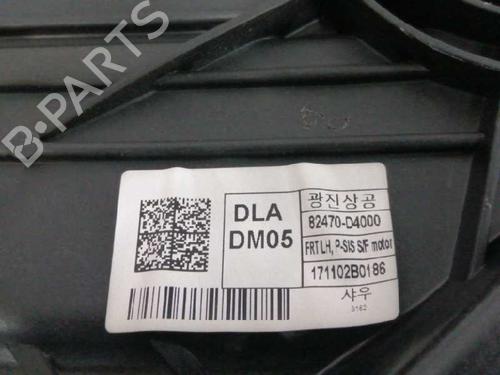 B-PARTS
DLA
DM05
광진상공
82470-D4000
FRT LH, P-SIS S/F motor
171102B0186
샤우
3162